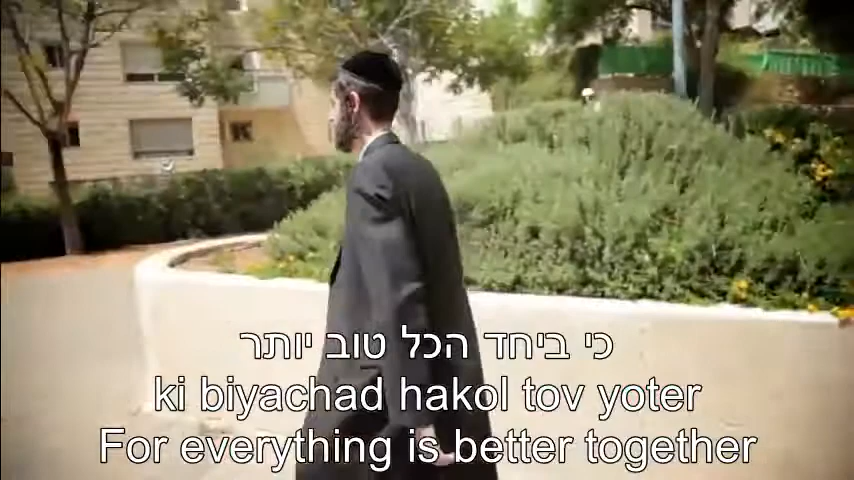 כי ביחד הכל טוב יותר
ki biyachad hakol tov yoter
For everything is better together